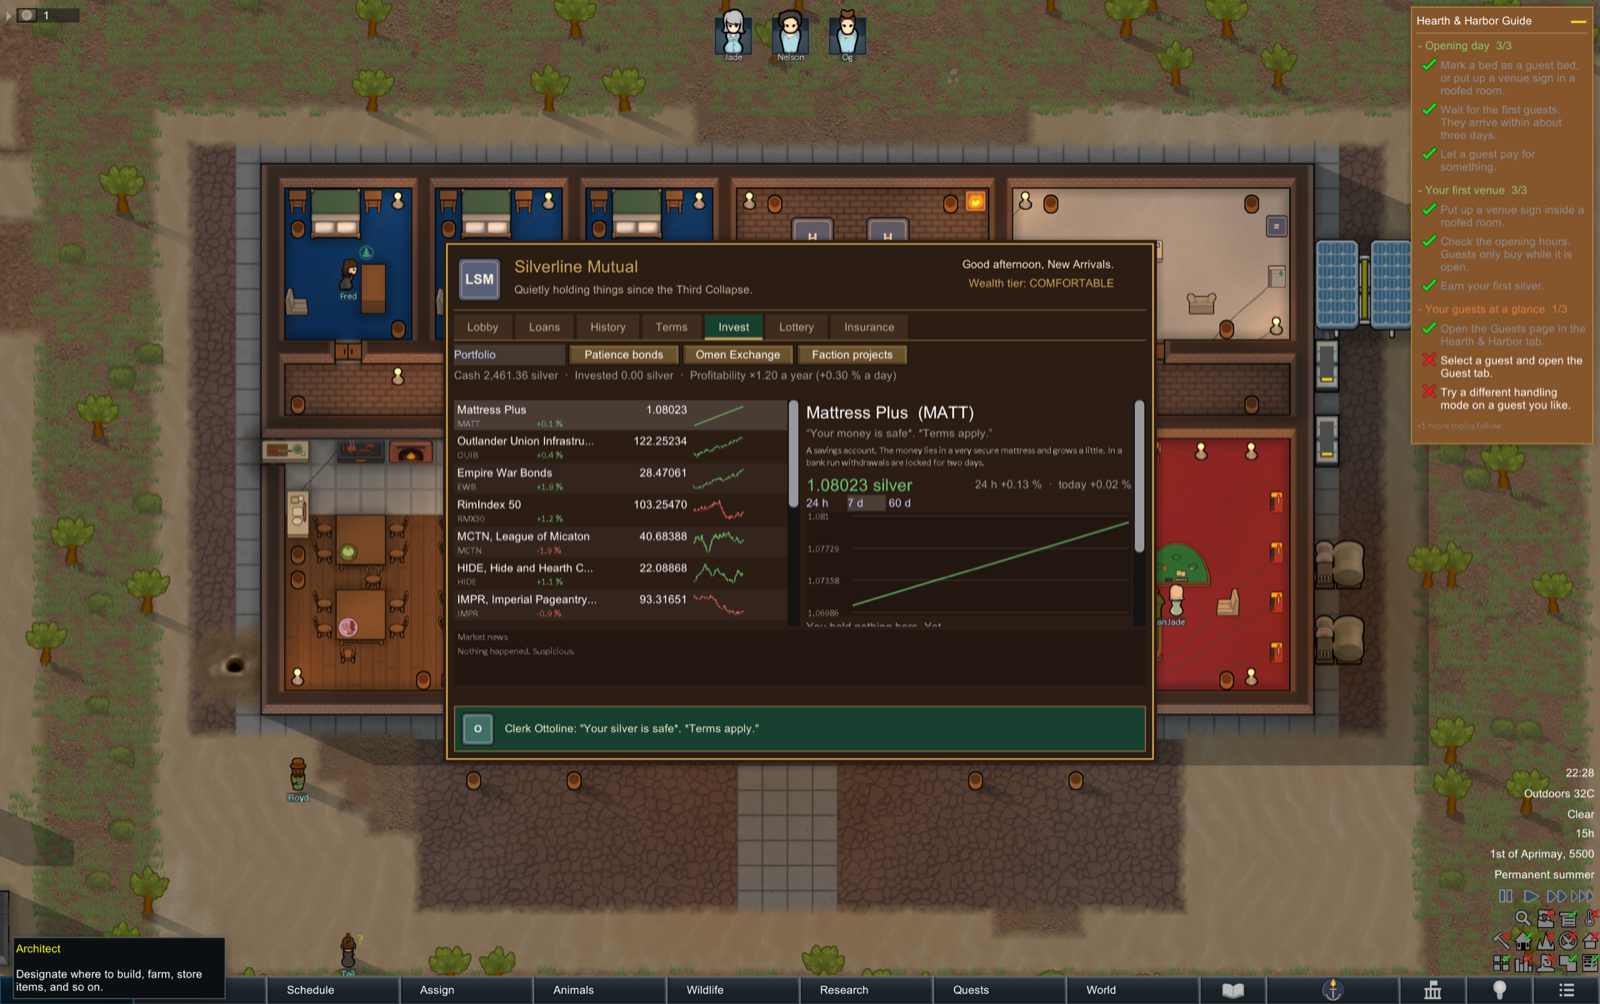 1
Jade
Nelson
Og
Hearth & Harbor Guide
- Opening day 3/3
Mark a bed as a guest bed,
or put up a venue sign in a
roofed room.
Wait for the first guests.
They arrive within about
three days.
Let a guest pay for
something.
- Your first venue 3/3
Put up a venue sign inside a
roofed room.
Check the opening hours.
Guests only buy while it is
open.
Earn your first silver.
- Your guests at a glance 1/3
Open the Guests page in the
Hearth & Harbor tab.
Select a guest and open the
Guest tab.
Try a different handling
mode on a guest you like.
+1 more topics follow
H
H
z
Fred
LSM
Silverline Mutual
Quietly holding things since the Third Collapse.
Good afternoon, New Arrivals.
Wealth tier: COMFORTABLE
Lobby
Loans
History
Terms
Invest
Lottery
Insurance
Portfolio
Patience bonds
Omen Exchange
Faction projects
Cash 2,461.36 silver · Invested 0.00 silver · Profitability ×1.20 a year (+0.30 % a day)
Mattress Plus 1.08023
MATT +0.1 %
Outlander Union Infrastru... 122.25234
OUIB +0.4 %
Empire War Bonds 28.47061
EWB +1.9 %
RimIndex 50 103.25470
RMX50 +1.2 %
MCTN, League of Micaton 40.68388
MCTN -1.9 %
HIDE, Hide and Hearth C... 22.08868
HIDE +1.1 %
IMPR, Imperial Pageantry... 93.31651
IMPR -0.9 %
Mattress Plus (MATT)
"Your money is safe*. *Terms apply."
A savings account. The money lies in a very secure mattress and grows a little. In a
bank run withdrawals are locked for two days.
1.08023 silver
24 h +0.13 % · today +0.02 %
24 h
7 d
60 d
1.081
1.07729
1.07358
1.06986
You hold nothing here. Yet.
Market news
Nothing happened. Suspicious.
O
Clerk Ottoline: "Your silver is safe*. *Terms apply."
anJade
Royd
Tail
?
22:28
Outdoors 32C
Clear
15h
1st of Aprimay, 5500
Permanent summer
Architect
Designate where to build, farm, store
items, and so on.
Schedule
Assign
Animals
Wildlife
Research
Quests
World